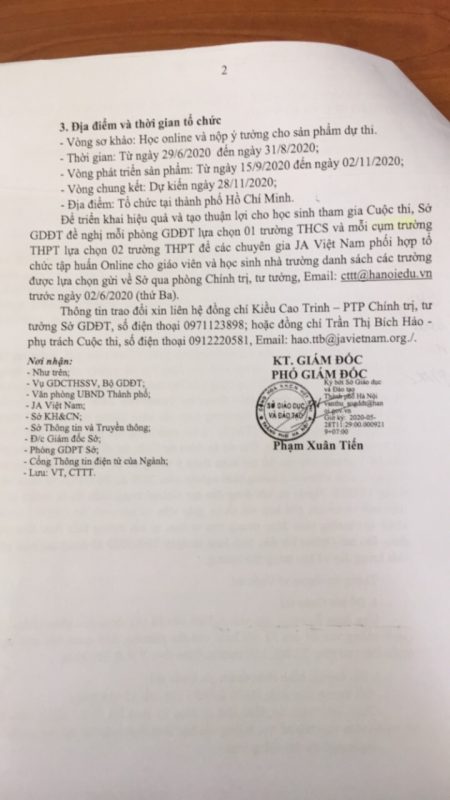 2
3. Địa điểm và thời gian tổ chức
- Vòng sơ khảo: Học online và nộp ý tưởng cho sản phẩm dự thi.
- Thời gian: Từ ngày 29/6/2020 đến ngày 31/8/2020;
- Vòng phát triển sản phẩm: Từ ngày 15/9/2020 đến ngày 02/11/2020;
- Vòng chung kết: Dự kiến ngày 28/11/2020;
- Địa điểm: Tổ chức tại thành phố Hồ Chí Minh.
Để triển khai hiệu quả và tạo thuận lợi cho học sinh tham gia Cuộc thi, Sở
GDĐT đề nghị mỗi phòng GDĐT lựa chọn 01 trường THCS và mỗi cụm trường
THPT lựa chọn 02 trường THPT để các chuyên gia JA Việt Nam phối hợp tổ
chức tập huấn Online cho giáo viên và học sinh nhà trường danh sách các trường
được lựa chọn gửi về Sở qua phòng Chính trị, tư tưởng, Email: cttt@hanoiedu.vn
trước ngày 02/6/2020 (thứ Ba).
Thông tin trao đổi xin liên hệ đồng chí Kiều Cao Trinh – PTP Chính trị, tư
tưởng Sở GDĐT, số điện thoại 0971123898; hoặc đồng chí Trần Thị Bích Hảo -
phụ trách Cuộc thi, số điện thoại 0912220581, Email: hao.ttb@javietnam.org./.
Nơi nhận:
- Như trên;
- Vụ GDCTHSSV, Bộ GDĐT;
- Văn phòng UBND Thành phố;
- JA Việt Nam;
- Sở KH&CN;
- Sở Thông tin và Truyền thông;
- Đ/c Giám đốc Sở;
- Phòng GDPT Sở;
- Cổng Thông tin điện tử của Ngành;
- Lưu: VT, CTTT.
KT. GIÁM ĐỐC
PHÓ GIÁM ĐỐC
Ký bởi Sở Giáo dục
và Đào tạo
Thành phố Hà Nội
vanthu_sogddt@han
oi.gov.vn
Giờ ký: 2020-05-
28T11:29:00.000921
9+07:00
SỞ GIÁO DỤC
VÀ ĐÀO TẠO
Phạm Xuân Tiến